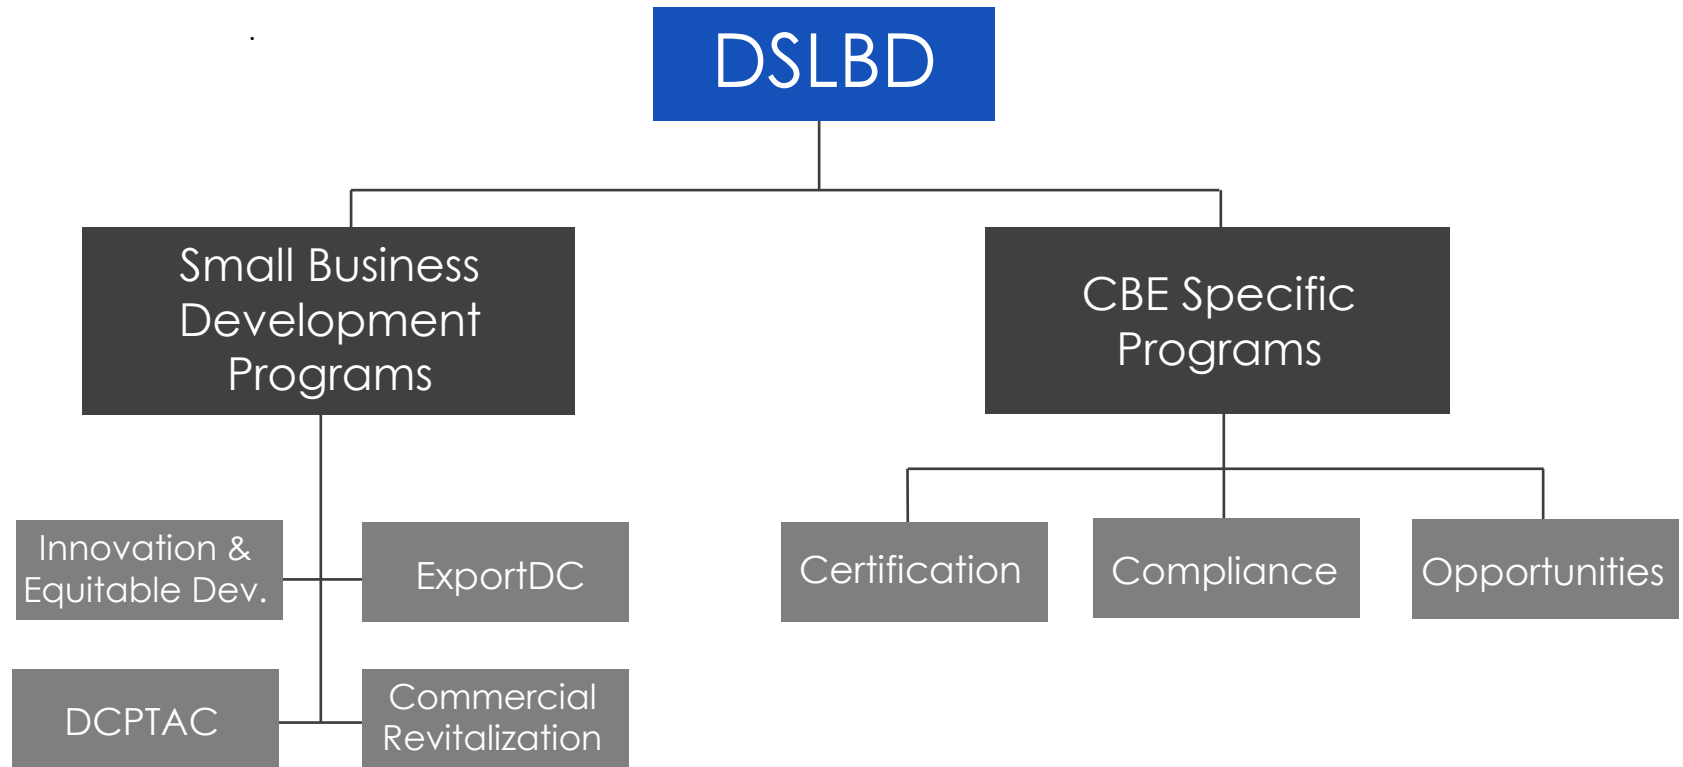 .
DSLBD
Small Business
Development
Programs
CBE Specific
Programs
Innovation &
Equitable Dev.
ExportDC
Certification
Compliance
Opportunities
DCPTAC
Commercial
Revitalization